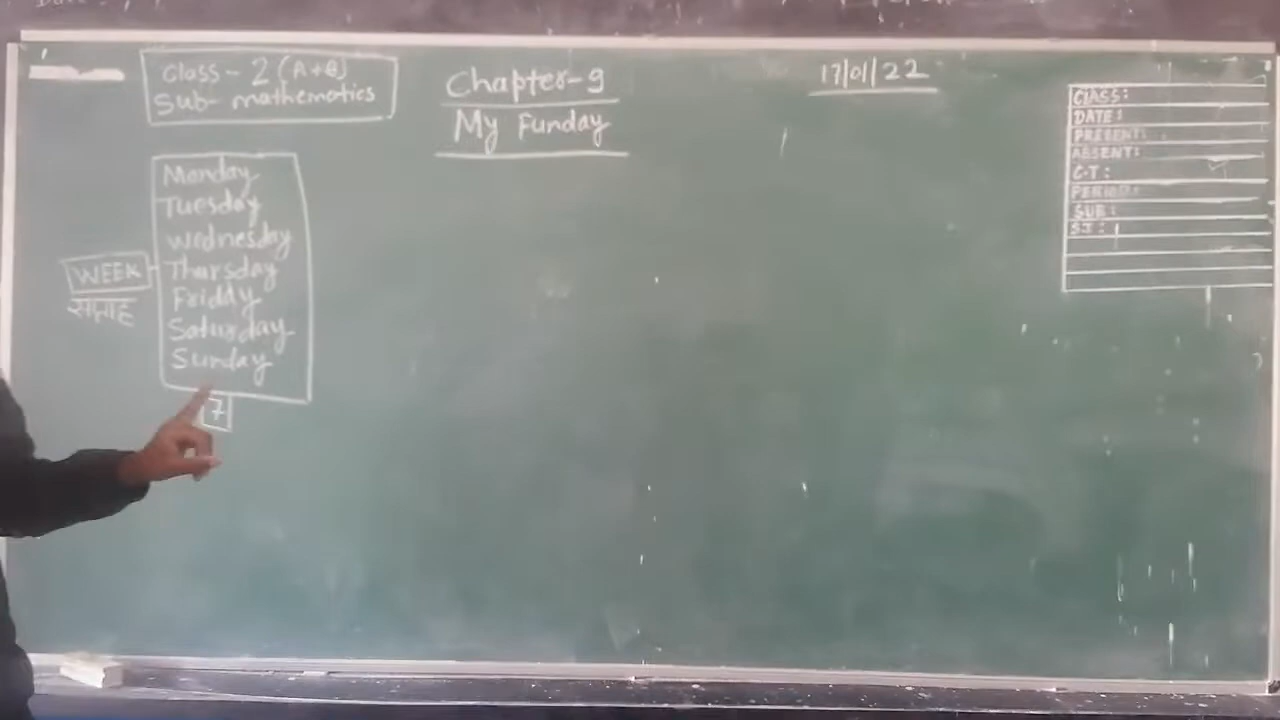 Class - 2 (A+B)
Sub- mathematics
Chapter-9
My Funday
17/01/22
CLASS:
DATE:
PRESENT:
ABSENT:
C.T:
PERIOD:
SUB:
S.T:
Monday
Tuesday
Wednesday
Thursday
Friday
Saturday
Sunday
WEEK
सप्ताह
7